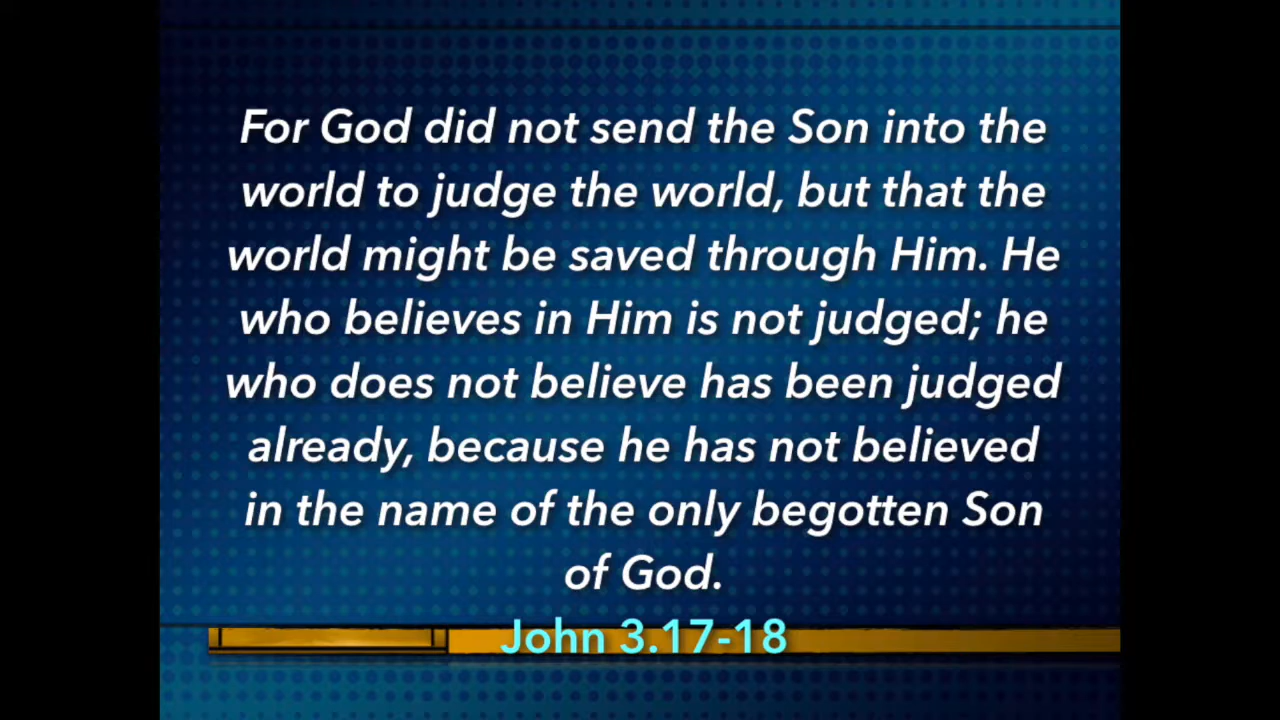 For God did not send the Son into the
world to judge the world, but that the
world might be saved through Him. He
who believes in Him is not judged; he
who does not believe has been judged
already, because he has not believed
in the name of the only begotten Son
of God.
John 3.17-18